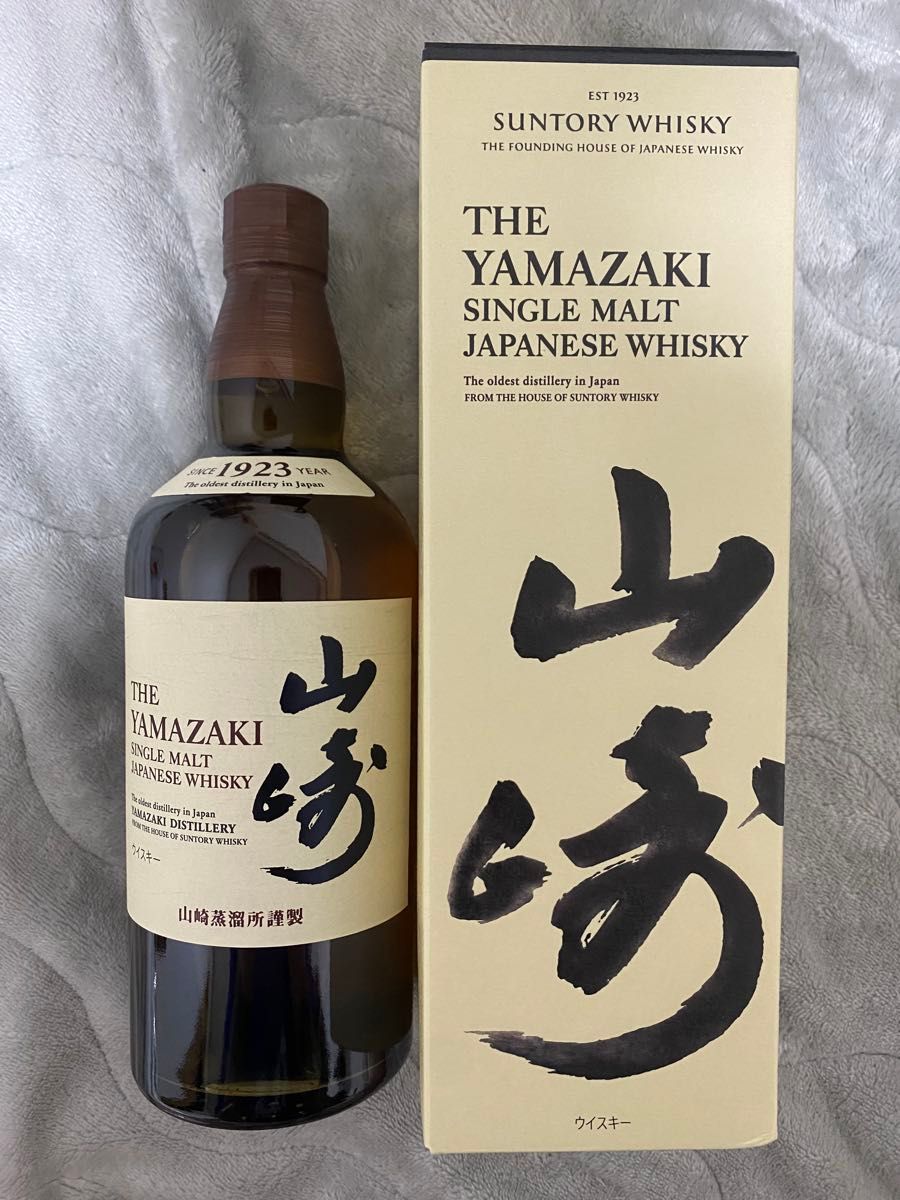 SINCE 1923 YEAR
The oldest distillery in Japan
THE
YAMAZAKI
SINGLE MALT
JAPANESE WHISKY
The oldest distillery in Japan
YAMAZAKI DISTILLERY
FROM THE HOUSE OF SUNTORY WHISKY
ウイスキー
山崎
山崎蒸溜所謹製
EST 1923
SUNTORY WHISKY
THE FOUNDING HOUSE OF JAPANESE WHISKY
THE
YAMAZAKI
SINGLE MALT
JAPANESE WHISKY
The oldest distillery in Japan
FROM THE HOUSE OF SUNTORY WHISKY
山崎
ウイスキー